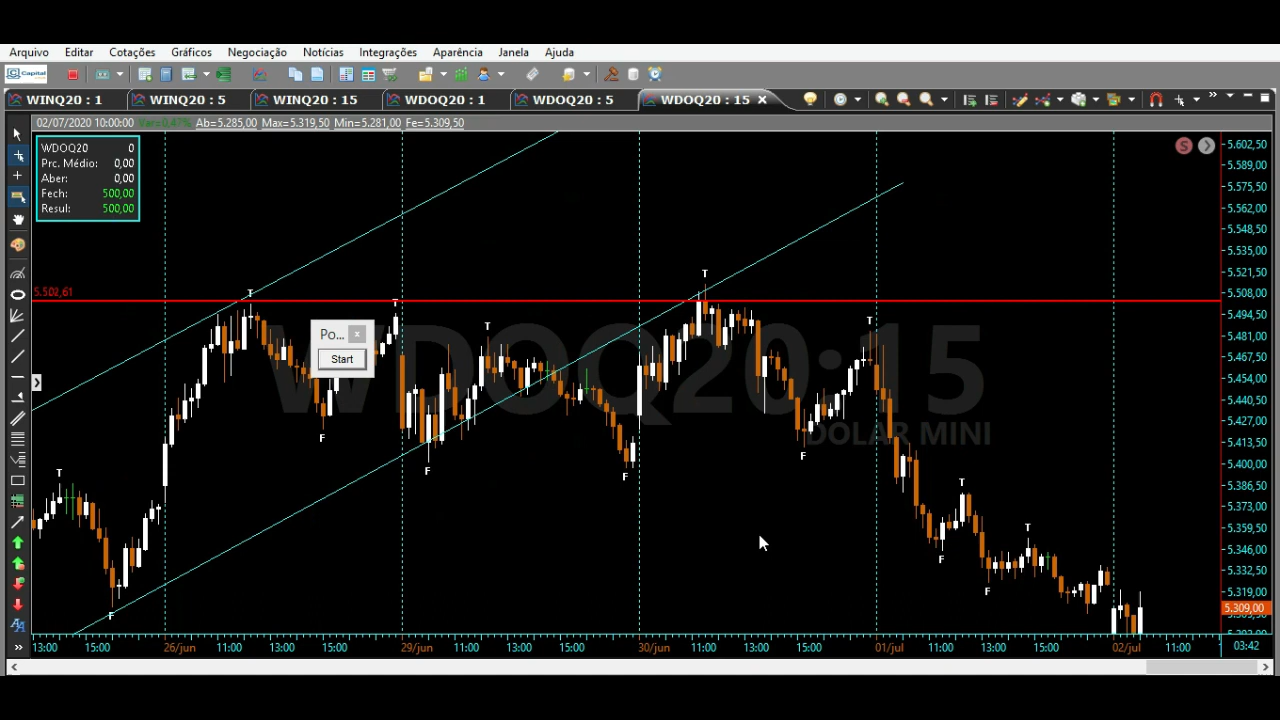 Arquivo Editar Cotações Gráficos Negociação Notícias Integrações Aparência Janela Ajuda
Capital
WINQ20 : 1 WINQ20 : 5 WINQ20 : 15 WDOQ20 : 1 WDOQ20 : 5 WDOQ20 : 15
02/07/2020 10:00:00 Var=0,47% Ab=5.285,00 Max=5.319,50 Min=5.281,00 Fe=5.309,50
WDOQ20 0
Prc. Médio: 0,00
Aber: 0,00
Fech: 500,00
Resul: 500,00
S
5.602,50
5.589,00
5.575,50
5.562,00
5.548,50
5.535,00
5.521,50
5.508,00
5.494,50
5.481,00
5.467,50
5.454,00
5.440,50
5.427,00
5.413,50
5.400,00
5.386,50
5.373,00
5.359,50
5.346,00
5.332,50
5.319,00
5.309,00
5.502,61
T
T
T
T
T
T
T
T
Po...
Start
WDOQ20:15
DOLAR MINI
F
F
F
F
F
F
F
13:00 15:00 26/jun 11:00 13:00 15:00 29/jun 11:00 13:00 15:00 30/jun 11:00 13:00 15:00 01/jul 11:00 13:00 15:00 02/jul 11:00 03:42